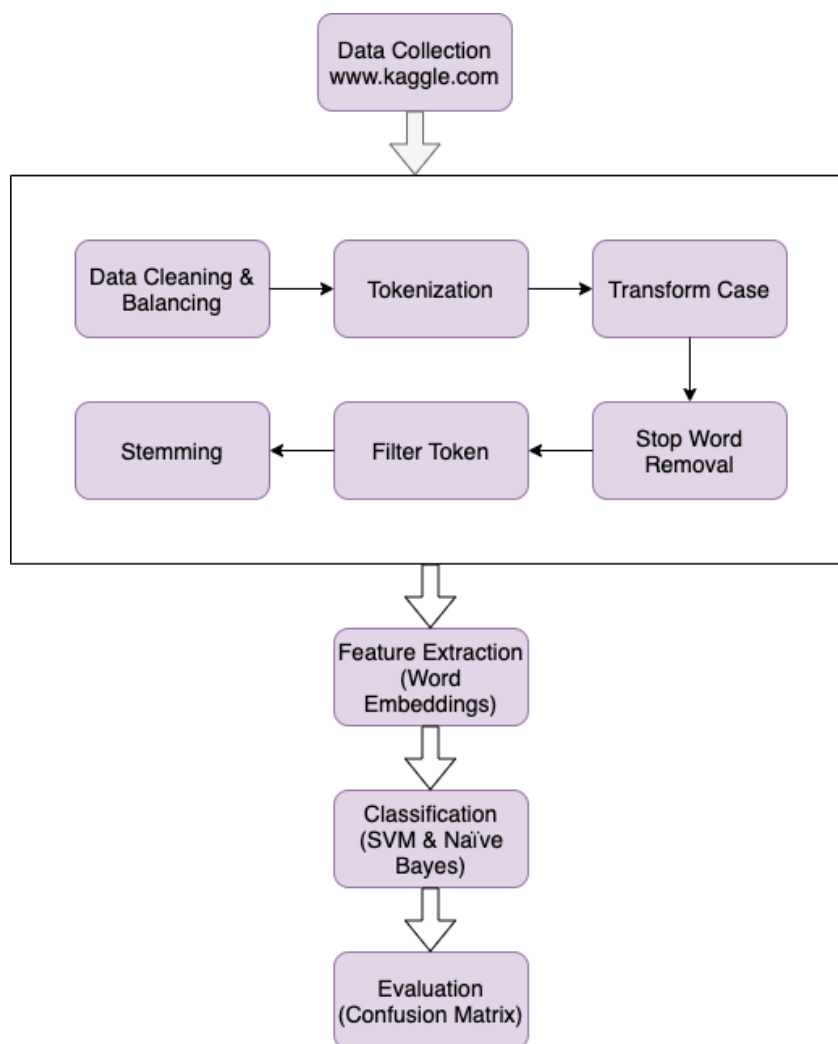 Data Collection
www.kaggle.com
Data Cleaning &
Balancing
Tokenization
Transform Case
Stop Word
Removal
Filter Token
Stemming
Feature Extraction
(Word
Embeddings)
Classification
(SVM & Naïve
Bayes)
Evaluation
(Confusion Matrix)